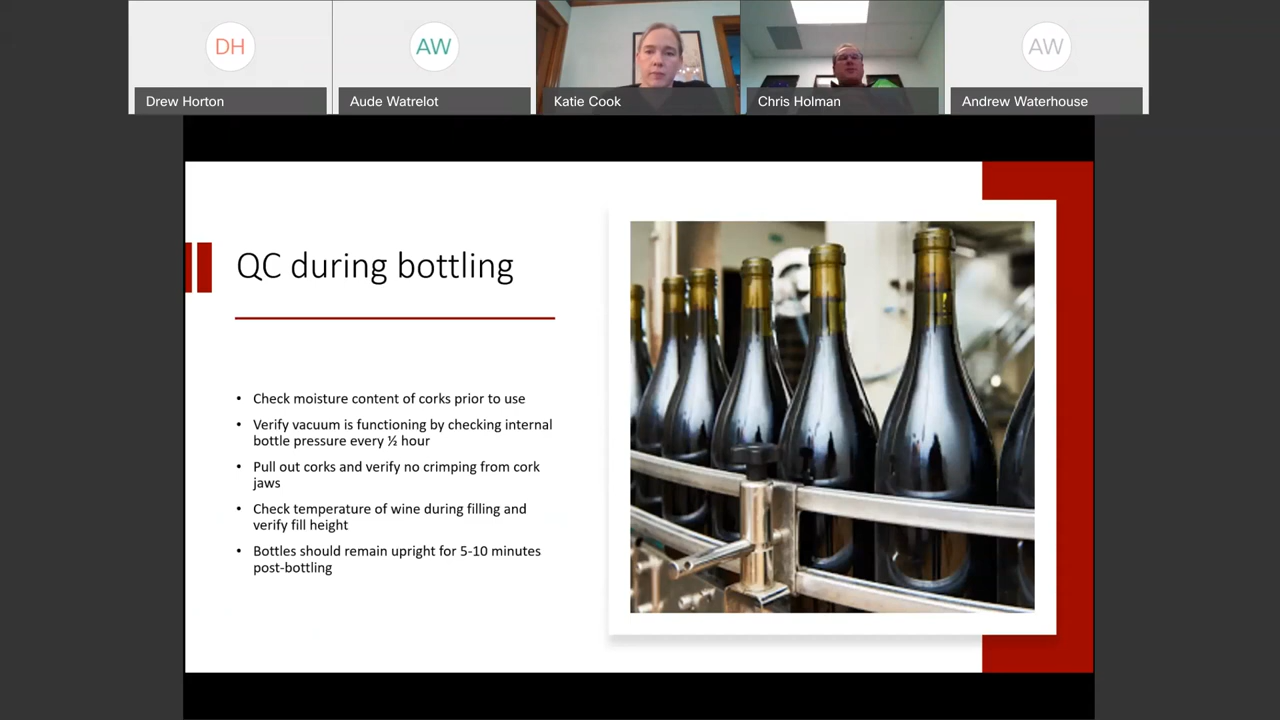 DH
AW
AW
Drew Horton
Aude Watrelot
Katie Cook
Chris Holman
Andrew Waterhouse
QC during bottling
• Check moisture content of corks prior to use
• Verify vacuum is functioning by checking internal
bottle pressure every ½ hour
• Pull out corks and verify no crimping from cork
jaws
• Check temperature of wine during filling and
verify fill height
• Bottles should remain upright for 5-10 minutes
post-bottling